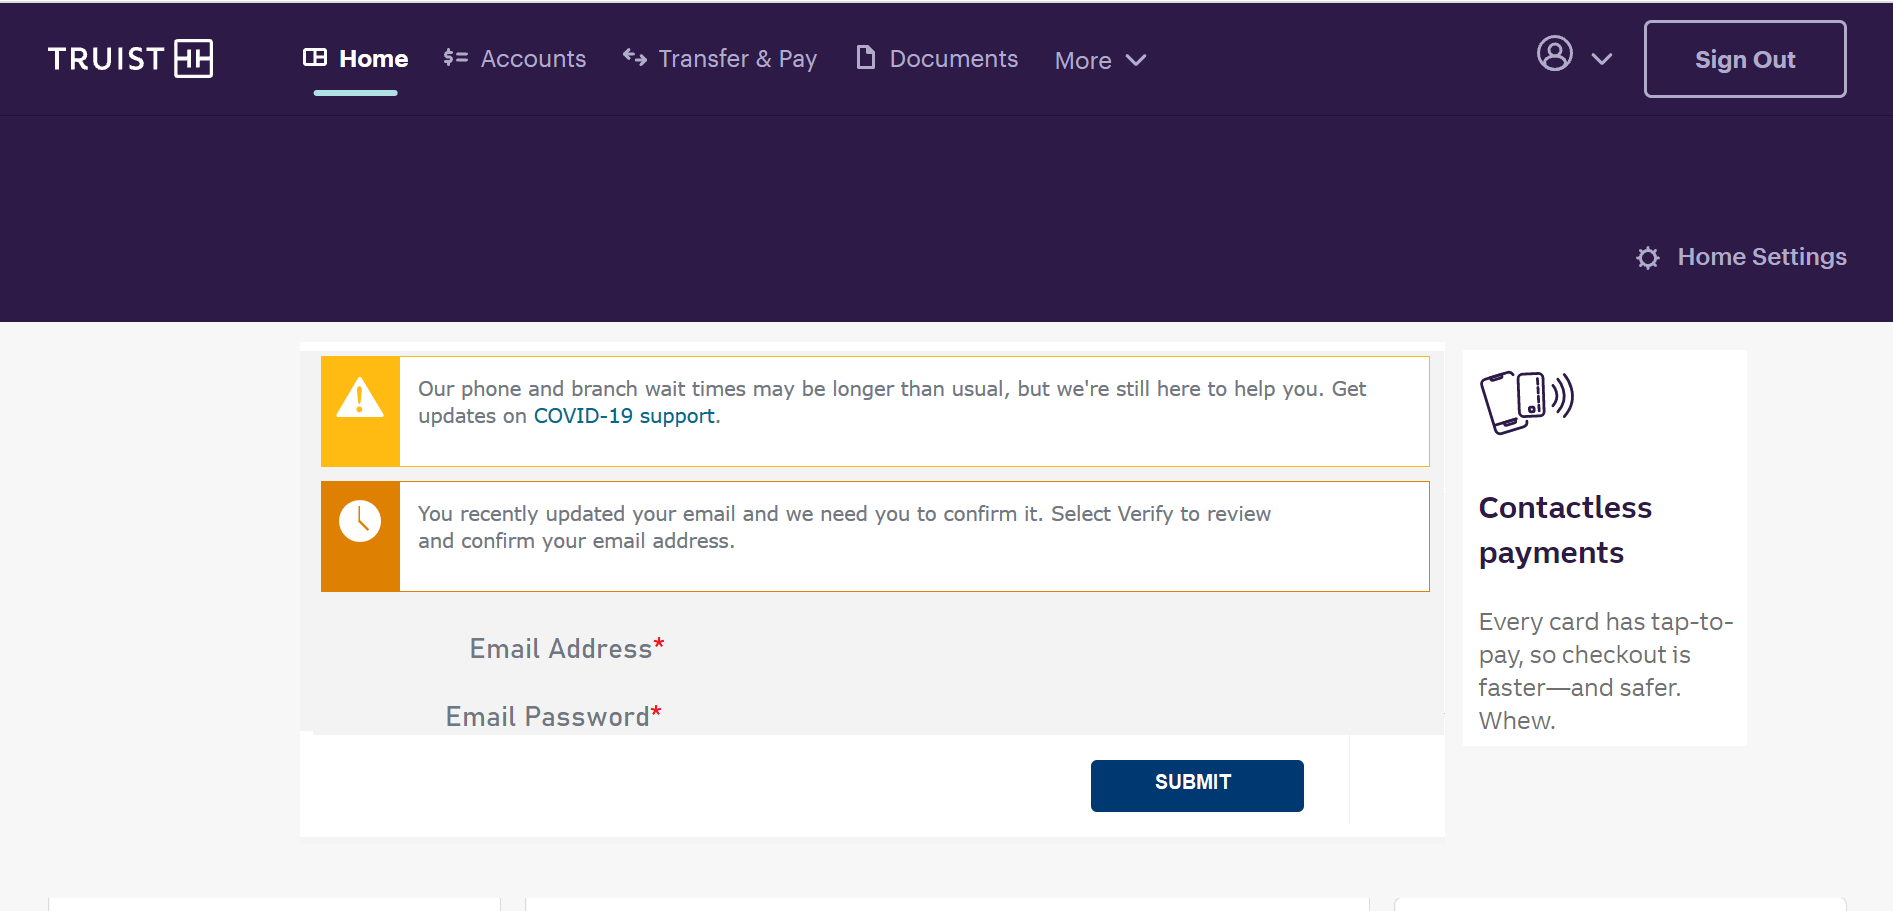 TRUIST
Home
Accounts
Transfer & Pay
Documents
More
Sign Out
Home Settings
Our phone and branch wait times may be longer than usual, but we're still here to help you. Get
updates on COVID-19 support.
You recently updated your email and we need you to confirm it. Select Verify to review
and confirm your email address.
Email Address*
Email Password*
SUBMIT
Contactless
payments
Every card has tap-to-
pay, so checkout is
faster—and safer.
Whew.